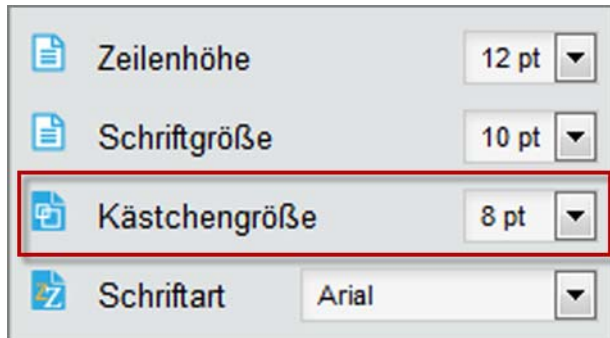 Zeilenhöhe 12 pt
Schriftgröße 10 pt
Kästchengröße 8 pt
Schriftart Arial